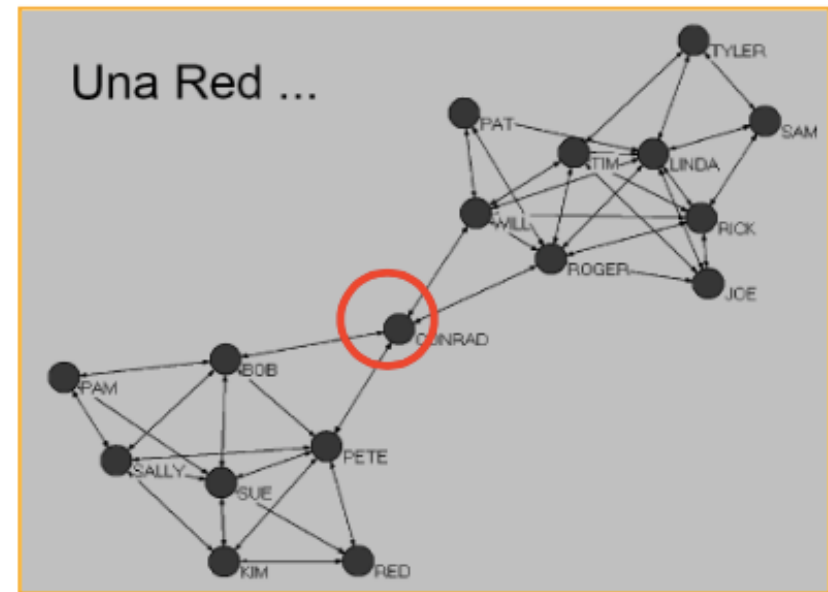 Una Red ...
TYLER
PAT
SAM
TIM
LINDA
WILL
RICK
ROGER
JOE
CONRAD
BOB
PAM
PETE
SALLY
SUE
KIM
RED